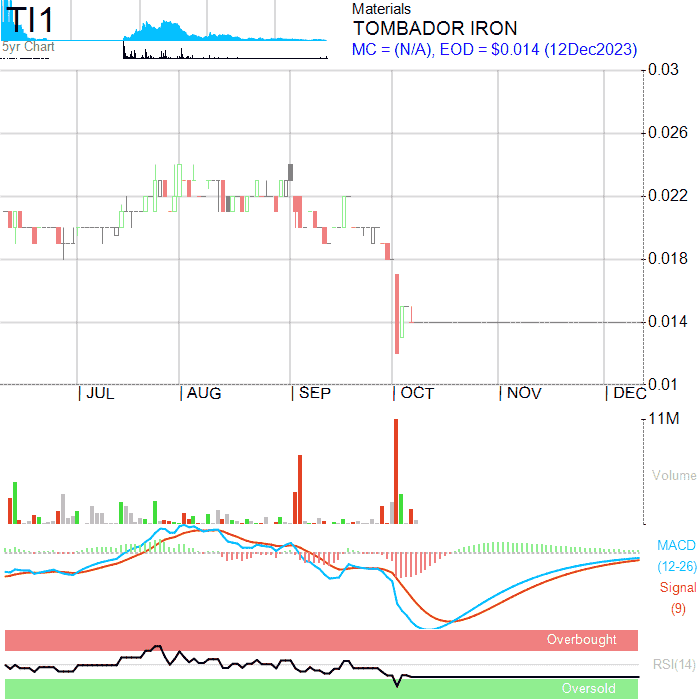 TI1
5yr Chart
Materials
TOMBADOR IRON
MC = (N/A), EOD = $0.014 (12Dec2023)
0.03
0.026
0.022
0.018
0.014
0.01
JUL AUG SEP OCT NOV DEC
11M
Volume
MACD
(12-26)
Signal
(9)
Overbought
RSI(14)
Oversold